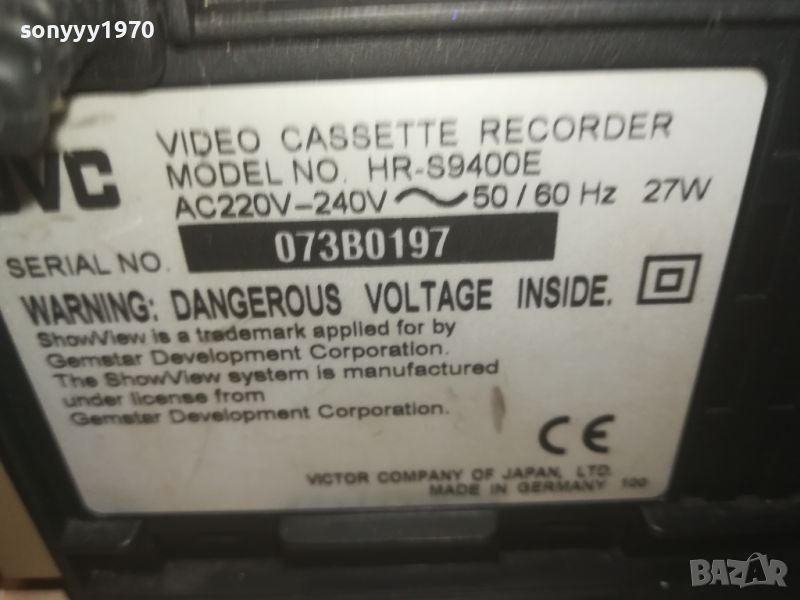 sonyyy1970
JVC
VIDEO CASSETTE RECORDER
MODEL NO. HR-S9400E
AC220V-240V ~ 50/60 Hz 27W
SERIAL NO. 073B0197
WARNING: DANGEROUS VOLTAGE INSIDE.
ShowView is a trademark applied for by
Gemstar Development Corporation.
The ShowView system is manufactured
under license from
Gemstar Development Corporation.
CE
VICTOR COMPANY OF JAPAN, LTD.
MADE IN GERMANY 100
BAZAR